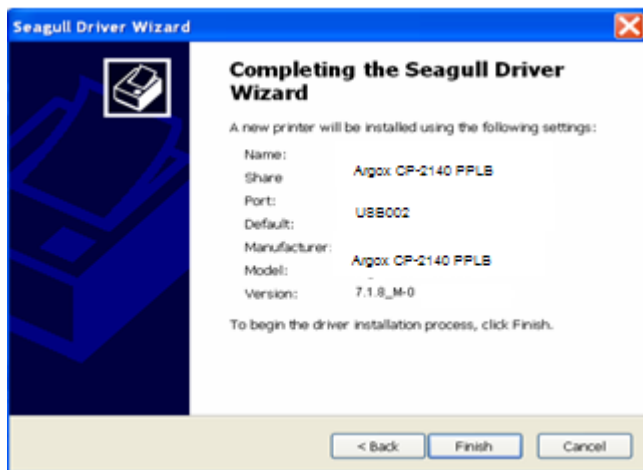 Seagull Driver Wizard
Completing the Seagull Driver
Wizard
A new printer will be installed using the following settings:
Name:
Argox CP-2140 PPLB
Share
Port:
USB002
Default:
Manufacturer:
Argox CP-2140 PPLB
Model:
Version: 7.1.8_M-0
To begin the driver installation process, click Finish.
< Back Finish Cancel